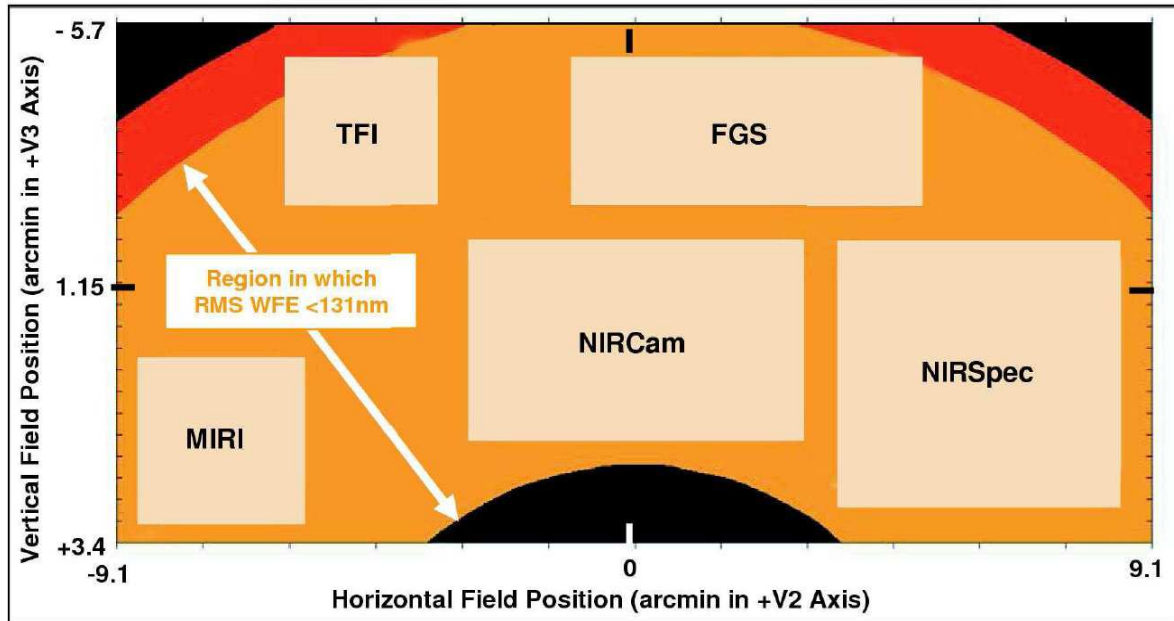 Vertical Field Position (arcmin in +V3 Axis)
- 5.7
1.15
+3.4
TFI
FGS
Region in which
RMS WFE <131nm
NIRCam
NIRSpec
MIRI
-9.1
0
9.1
Horizontal Field Position (arcmin in +V2 Axis)